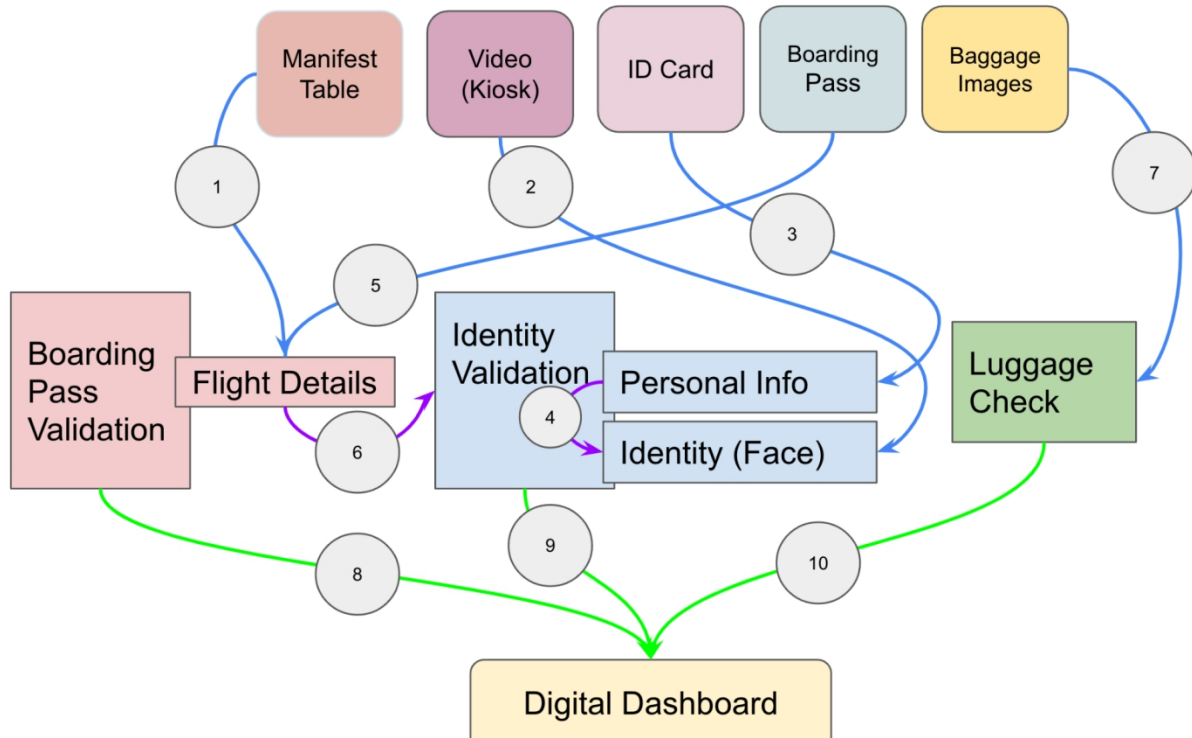 Manifest
Table
Video
(Kiosk)
ID Card
Boarding
Pass
Baggage
Images
1
2
3
7
5
Boarding
Pass
Validation
Flight Details
Identity
Validation
Personal Info
4
Identity (Face)
Luggage
Check
6
8
9
10
Digital Dashboard